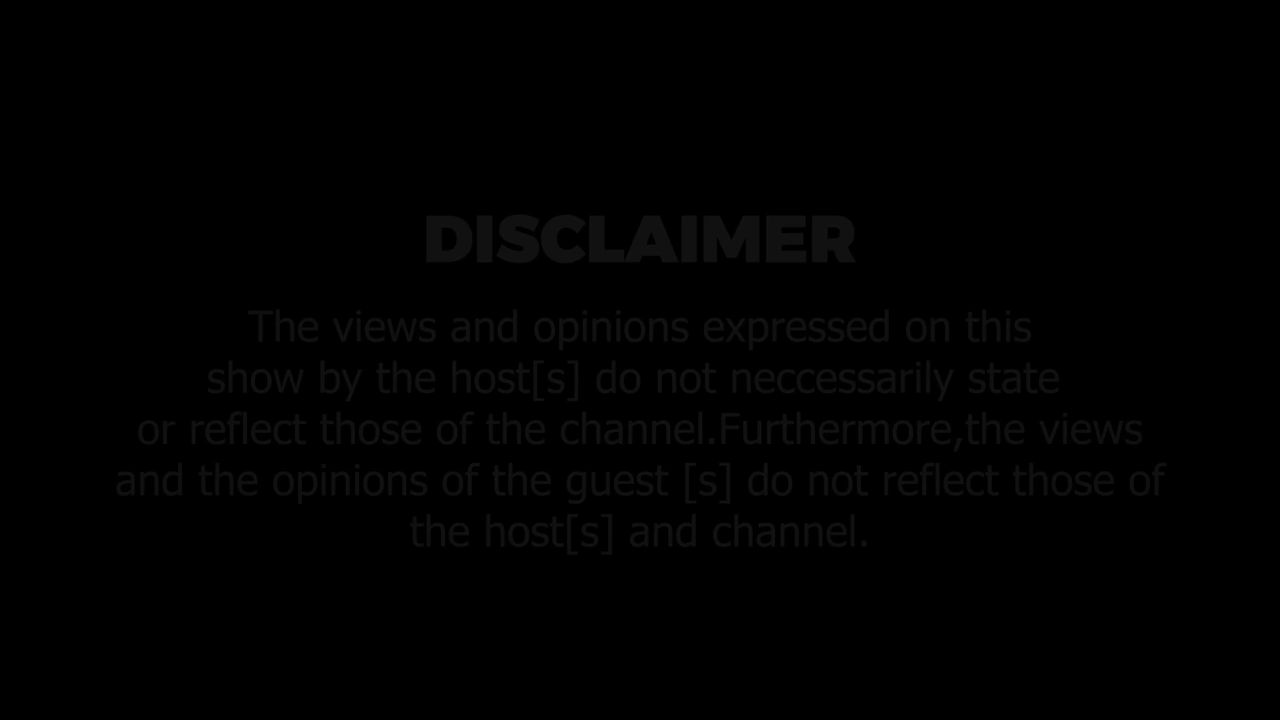 DISCLAIMER
The views and opinions expressed on this
show by the host[s] do not neccessarily state
or reflect those of the channel.Furthermore,the views
and the opinions of the guest [s] do not reflect those of
the host[s] and channel.